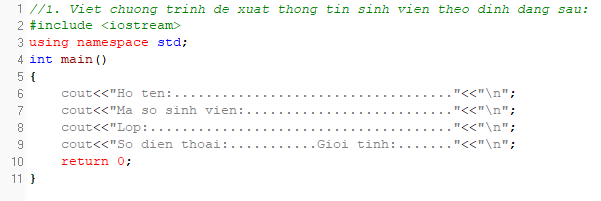 1 //1. Viet chuong trinh de xuat thong tin sinh vien theo dinh dang sau:
2 #include <iostream>
3 using namespace std;
4 int main()
5 {
6 cout<<"Ho ten:....................................."<<"\n";
7 cout<<"Ma so sinh vien:............................"<<"\n";
8 cout<<"Lop:........................................"<<"\n";
9 cout<<"So dien thoai:...........Gioi tinh:......."<<"\n";
10 return 0;
11 }